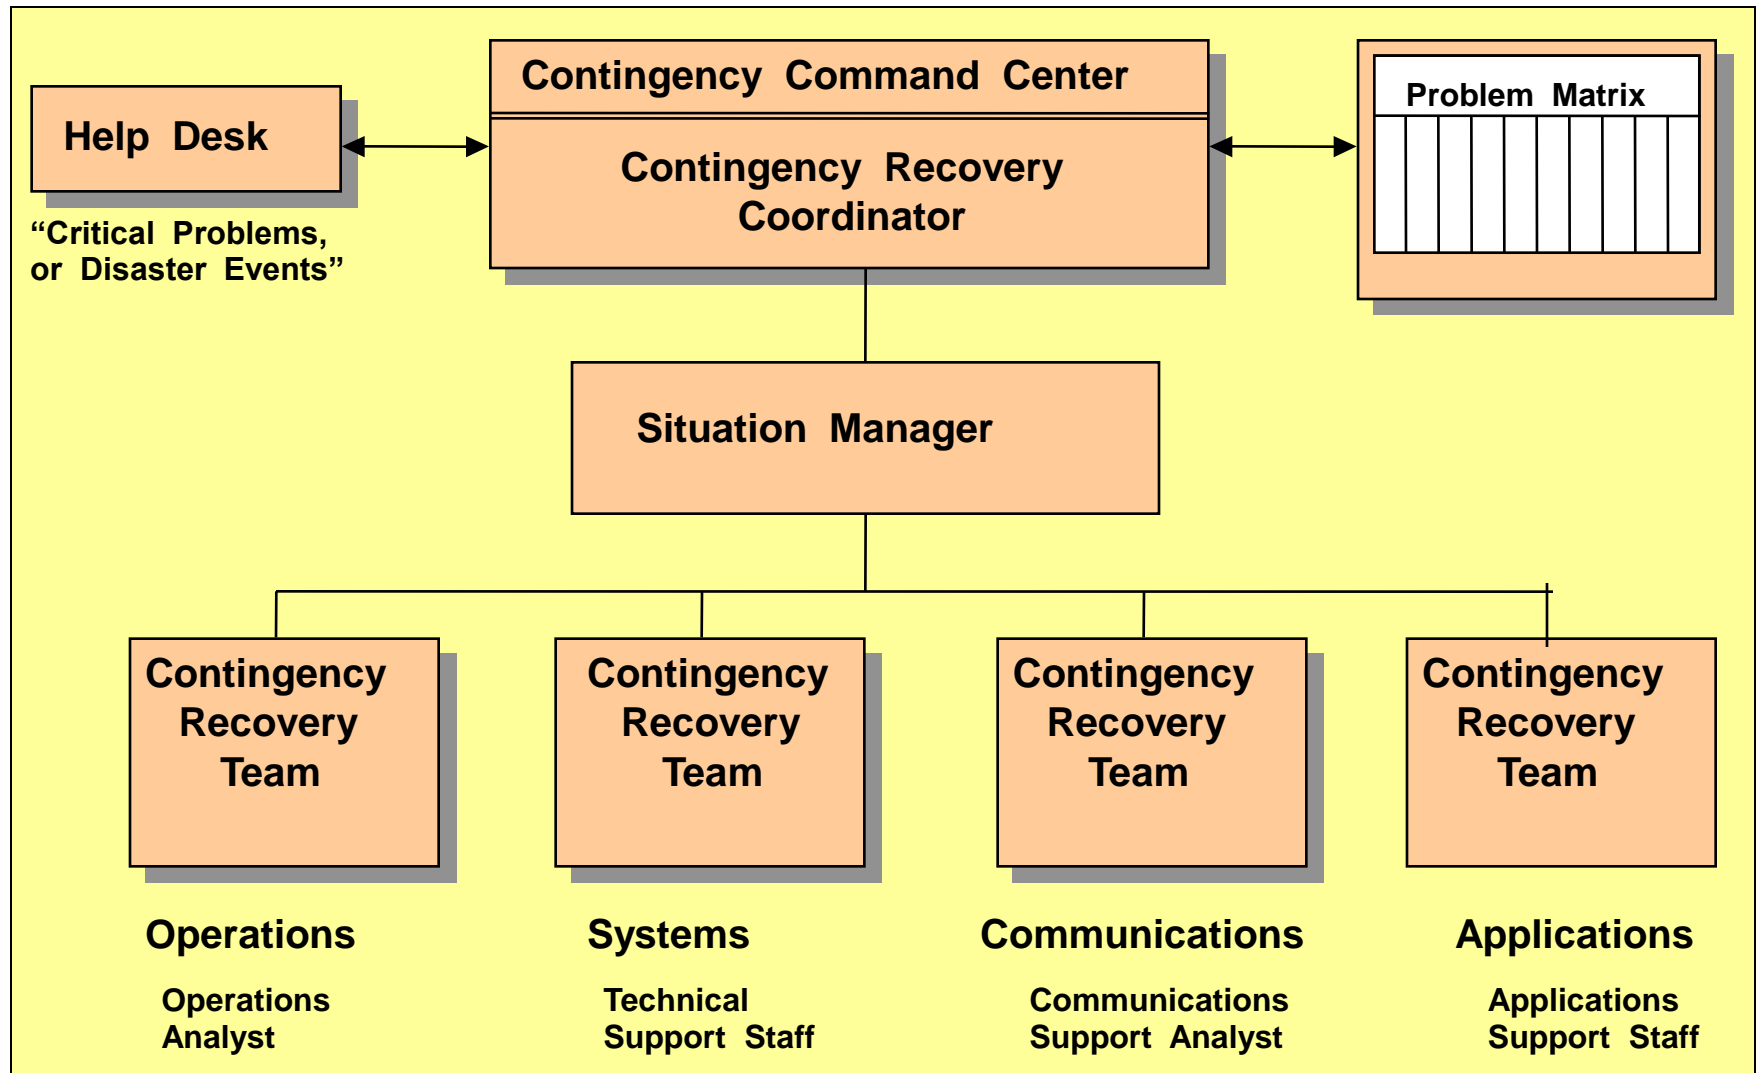 Help Desk
“Critical Problems,
or Disaster Events”
Contingency Command Center
Contingency Recovery
Coordinator
Problem Matrix
Situation Manager
Contingency
Recovery
Team
Operations
Operations
Analyst
Contingency
Recovery
Team
Systems
Technical
Support Staff
Contingency
Recovery
Team
Communications
Communications
Support Analyst
Contingency
Recovery
Team
Applications
Applications
Support Staff